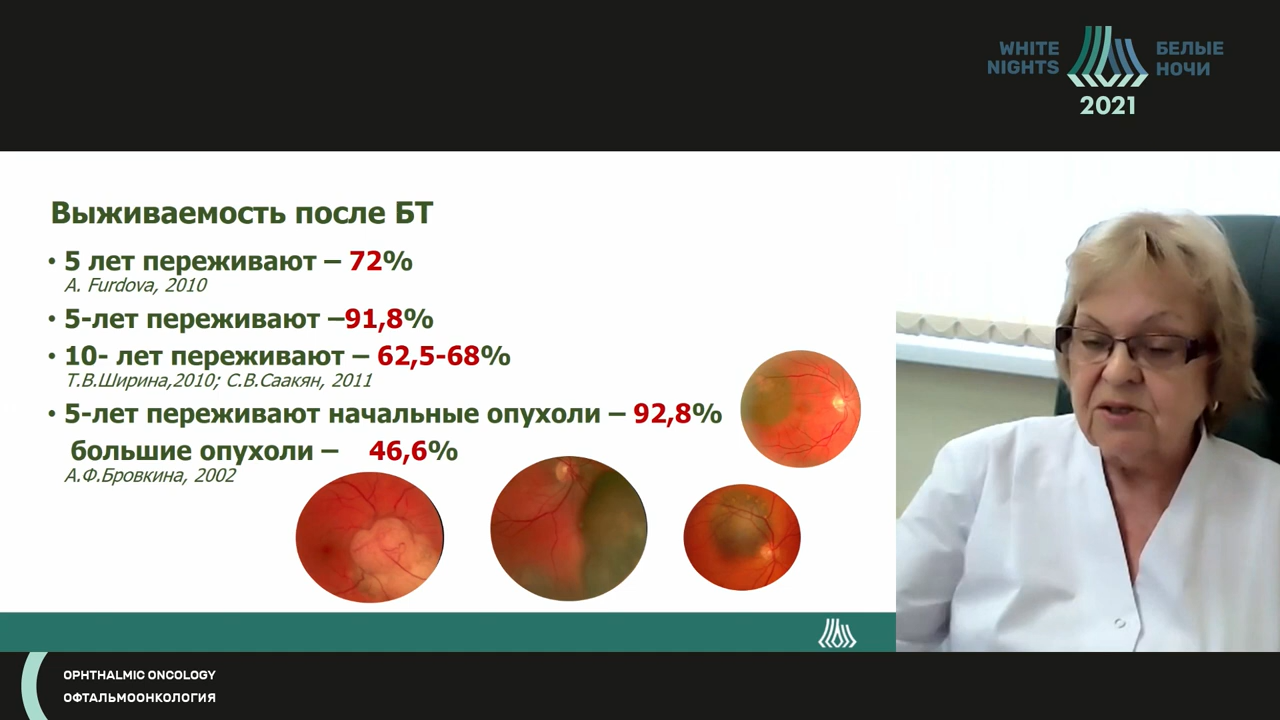 WHITE
NIGHTS
БЕЛЫЕ
НОЧИ
2021
Выживаемость после БТ
• 5 лет переживают – 72%
A. Furdova, 2010
• 5-лет переживают –91,8%
• 10- лет переживают – 62,5-68%
Т.В.Ширина,2010; С.В.Саакян, 2011
• 5-лет переживают начальные опухоли – 92,8%
большие опухоли – 46,6%
А.Ф.Бровкина, 2002
OPHTHALMIC ONCOLOGY
ОФТАЛЬМООНКОЛОГИЯ